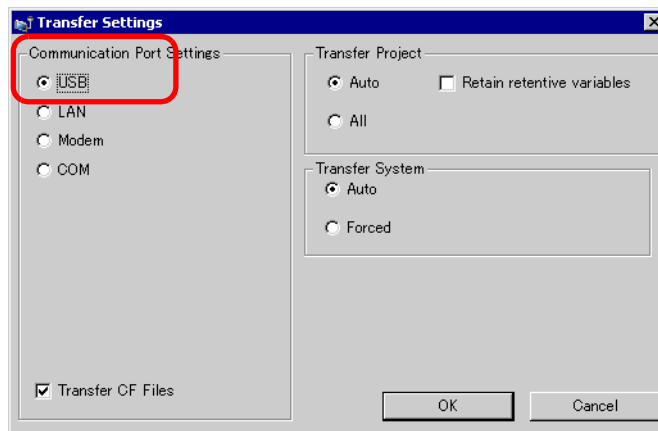 Transfer Settings
Communication Port Settings
USB
LAN
Modem
COM
Transfer CF Files
Transfer Project
Auto
Retain retentive variables
All
Transfer System
Auto
Forced
OK
Cancel